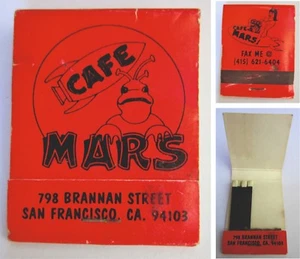 CAFE
MARS
798 BRANNAN STREET
SAN FRANCISCO, CA. 94103
CAFE
MARS
FAX ME @
(415) 621-6404
798 BRANNAN STREET
SAN FRANCISCO, CA. 94103